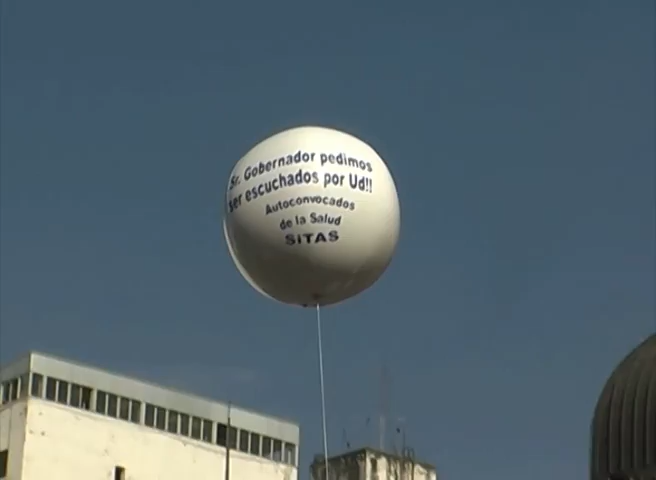 Sr. Gobernador pedimos
ser escuchados por Ud!!
Autoconvocados
de la Salud
SiTAS